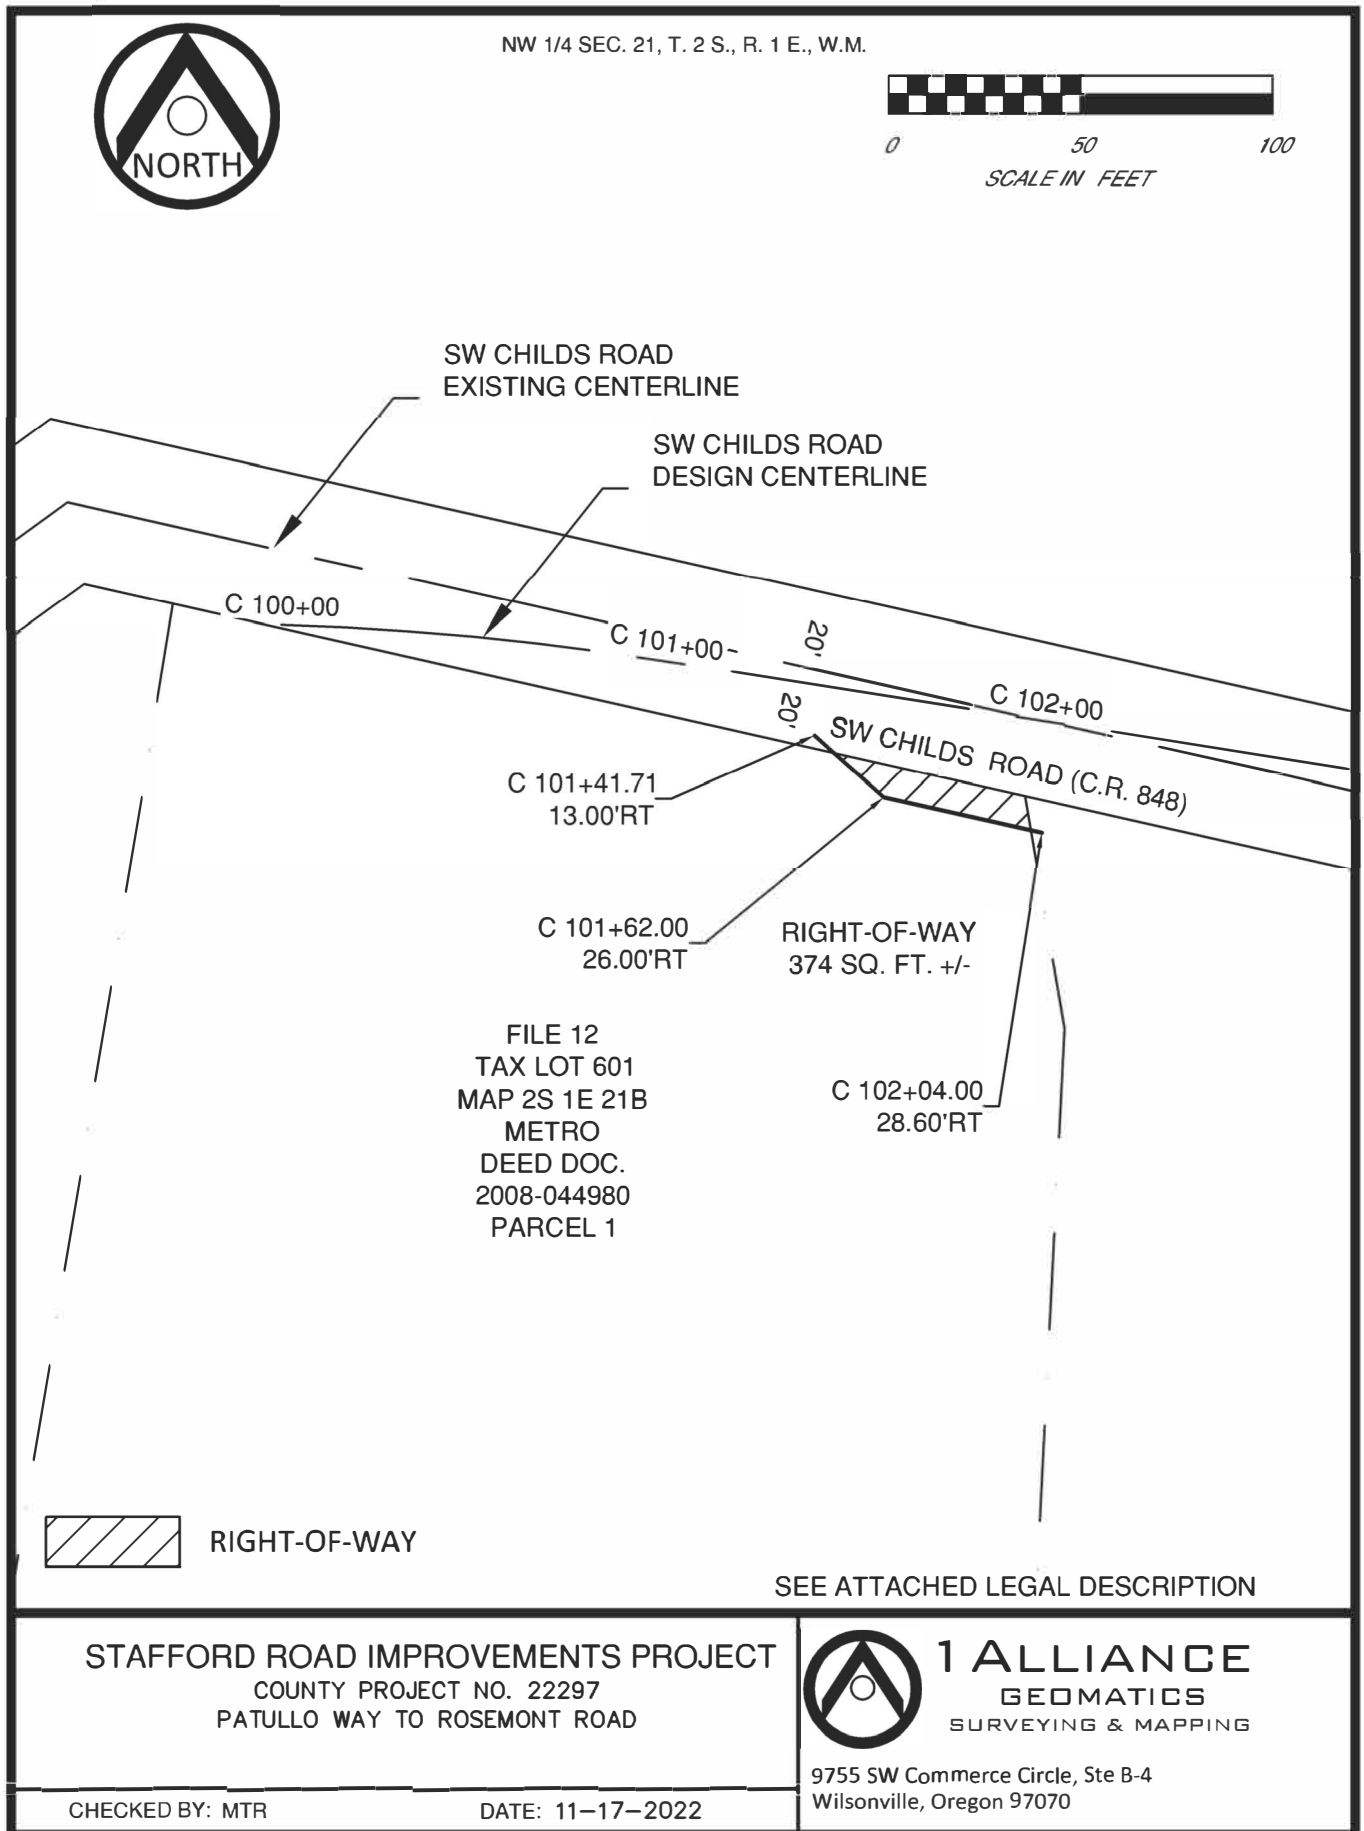 NW 1/4 SEC. 21, T. 2 S., R. 1 E., W.M.
NORTH
0 50 100
SCALE IN FEET
SW CHILDS ROAD
EXISTING CENTERLINE
SW CHILDS ROAD
DESIGN CENTERLINE
C 100+00
C 101+00
20'
C 102+00
20'
SW CHILDS ROAD (C.R. 848)
C 101+41.71
13.00'RT
C 101+62.00
26.00'RT
RIGHT-OF-WAY
374 SQ. FT. +/-
FILE 12
TAX LOT 601
MAP 2S 1E 21B
METRO
DEED DOC.
2008-044980
PARCEL 1
C 102+04.00
28.60'RT
RIGHT-OF-WAY
SEE ATTACHED LEGAL DESCRIPTION
STAFFORD ROAD IMPROVEMENTS PROJECT
COUNTY PROJECT NO. 22297
PATULLO WAY TO ROSEMONT ROAD
CHECKED BY: MTR DATE: 11-17-2022
1 ALLIANCE
GEOMATICS
SURVEYING & MAPPING
9755 SW Commerce Circle, Ste B-4
Wilsonville, Oregon 97070